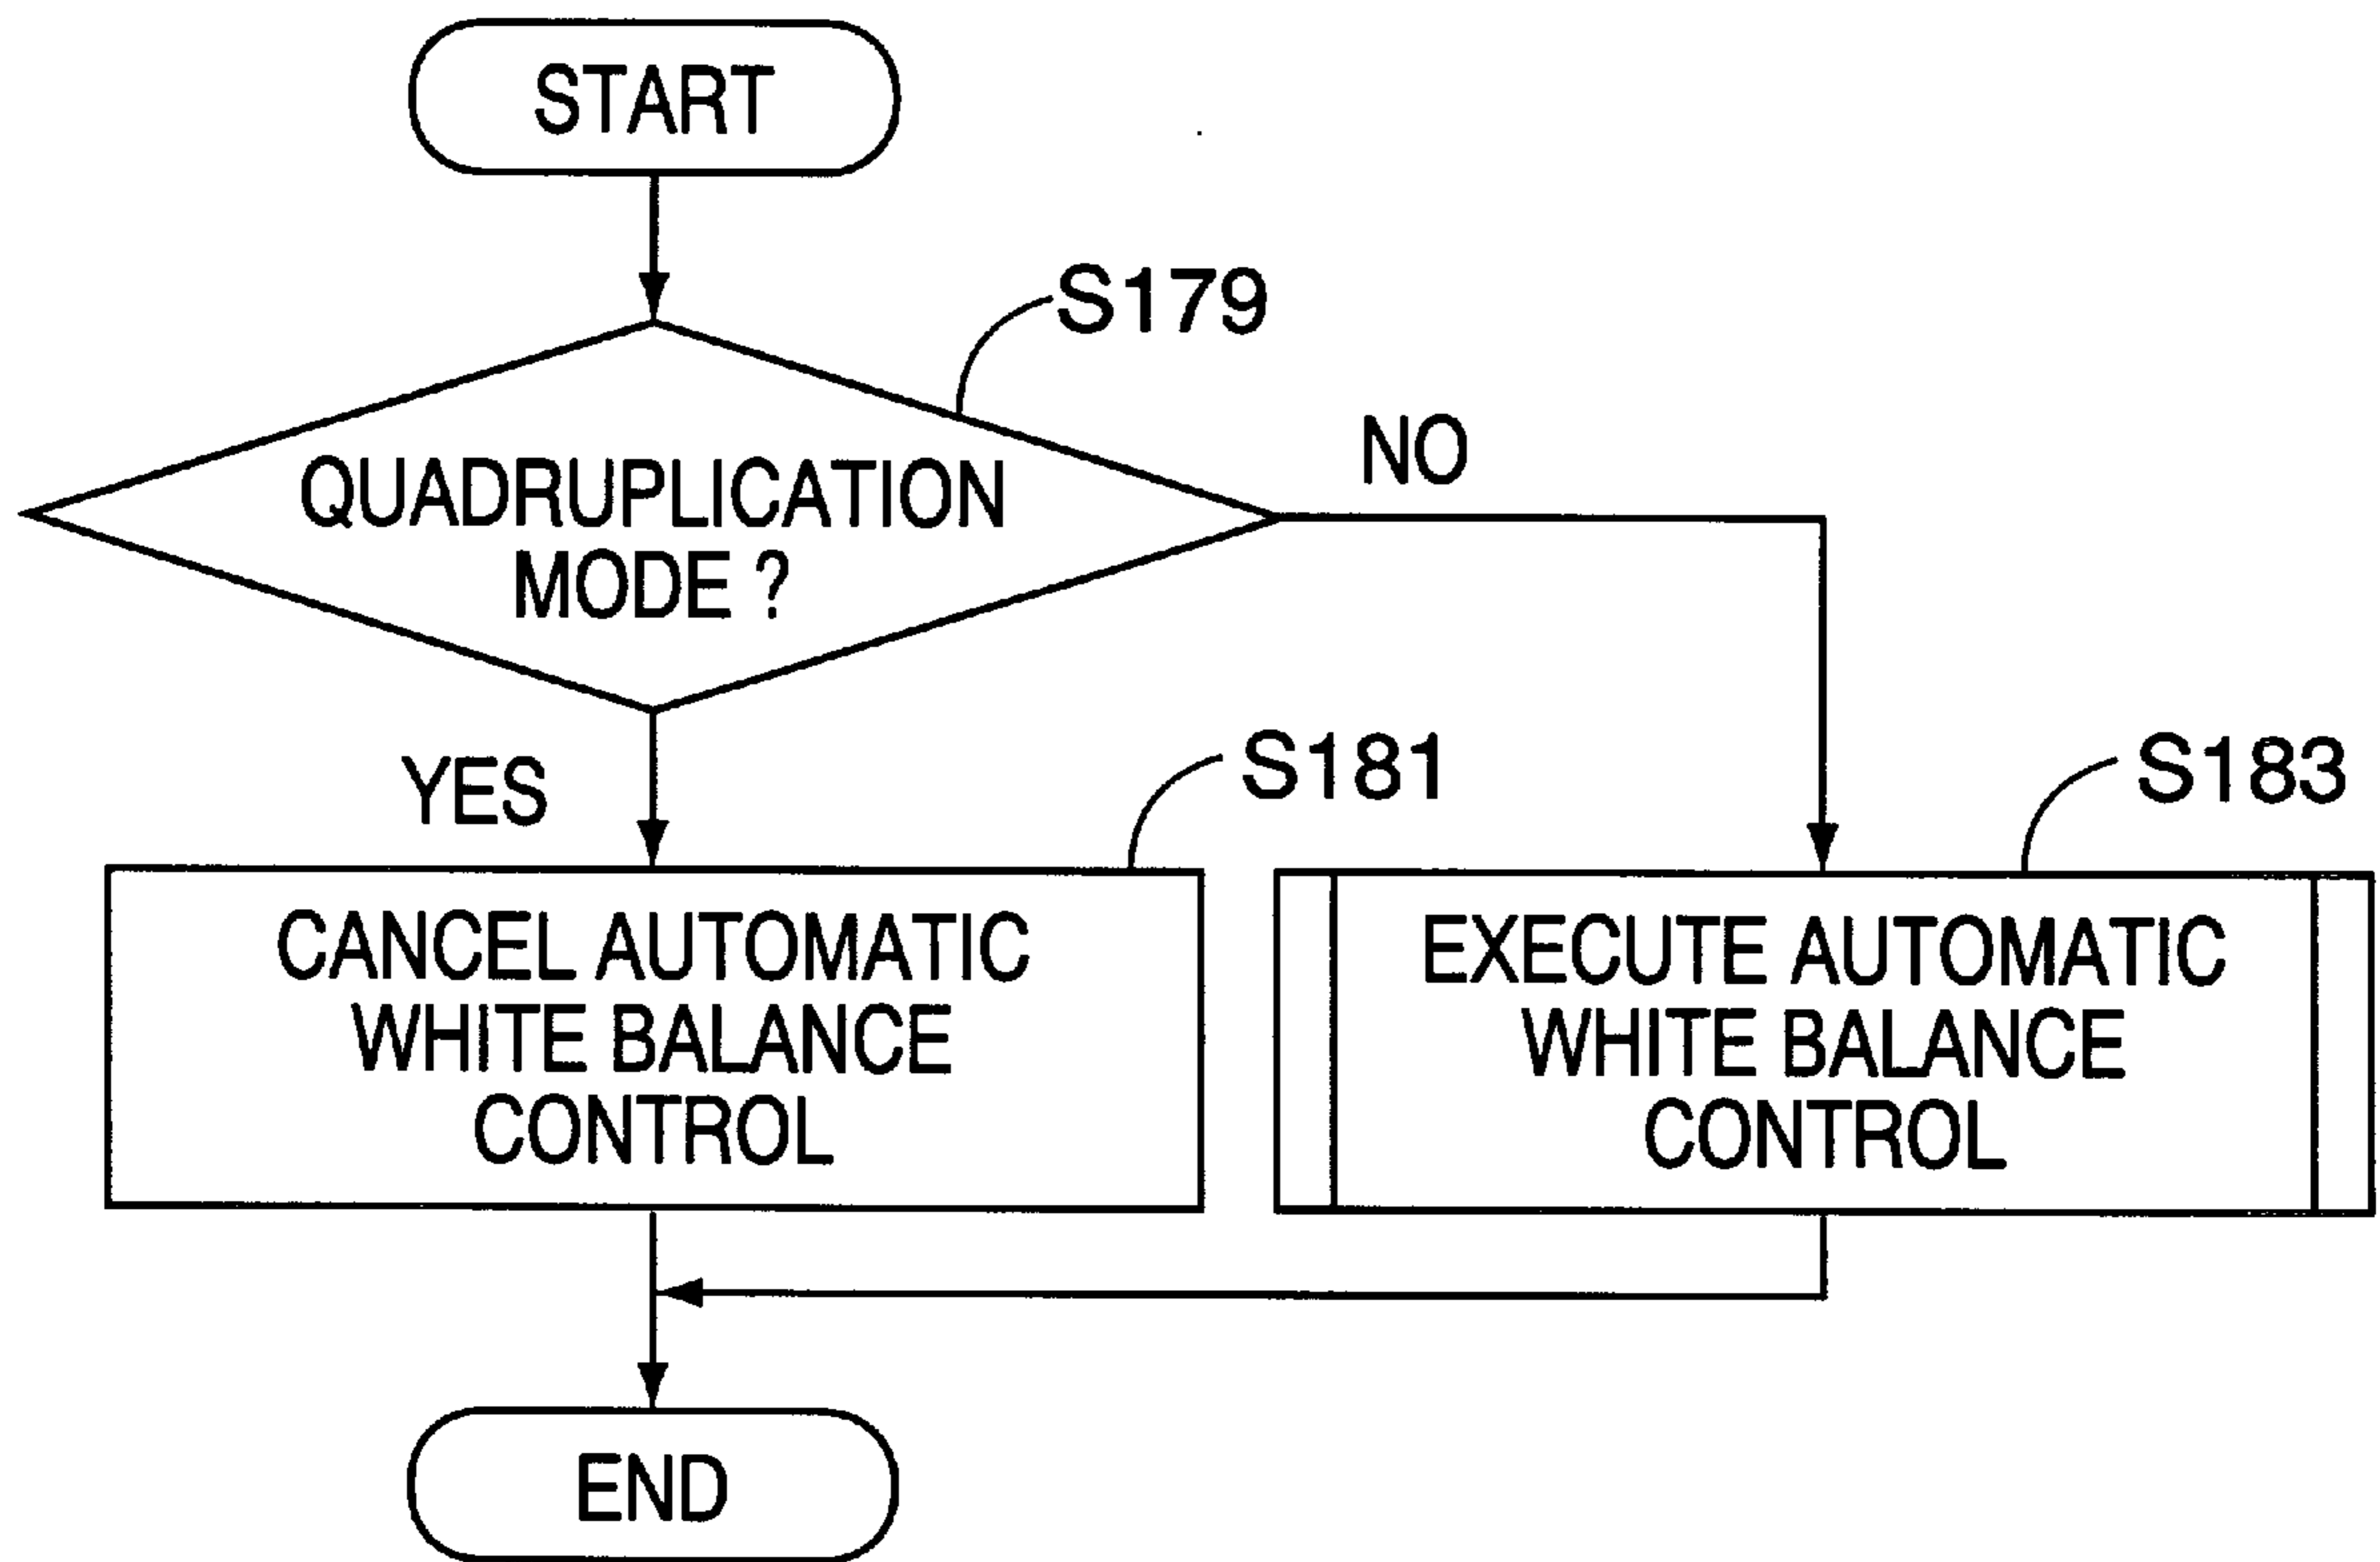 START
S179
QUADRUPLICATION
MODE ?
NO
YES
S181
CANCEL AUTOMATIC
WHITE BALANCE
CONTROL
S183
EXECUTE AUTOMATIC
WHITE BALANCE
CONTROL
END